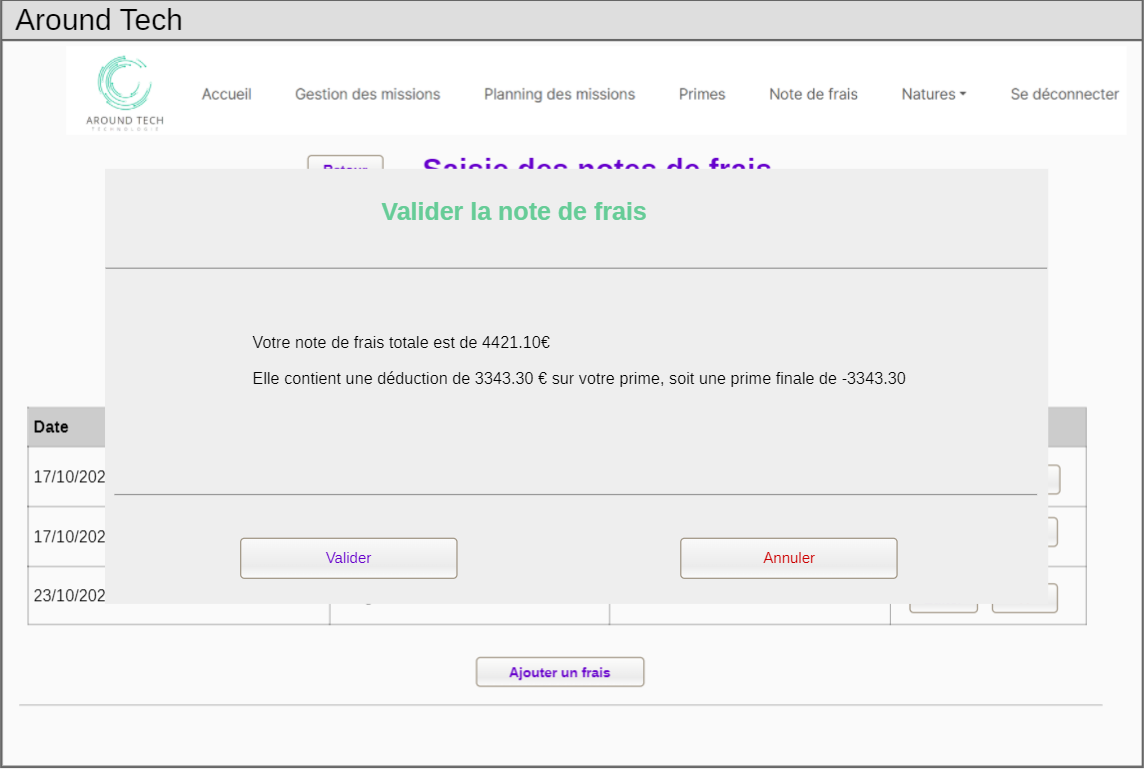 Around Tech
AROUND TECH
TECHNOLOGIE
Accueil Gestion des missions Planning des missions Primes Note de frais Natures Se déconnecter
Retour Saisie des notes de frais
Valider la note de frais
Votre note de frais totale est de 4421.10€
Elle contient une déduction de 3343.30 € sur votre prime, soit une prime finale de -3343.30
Date
17/10/202
17/10/202
23/10/202
Valider Annuler
Ajouter un frais